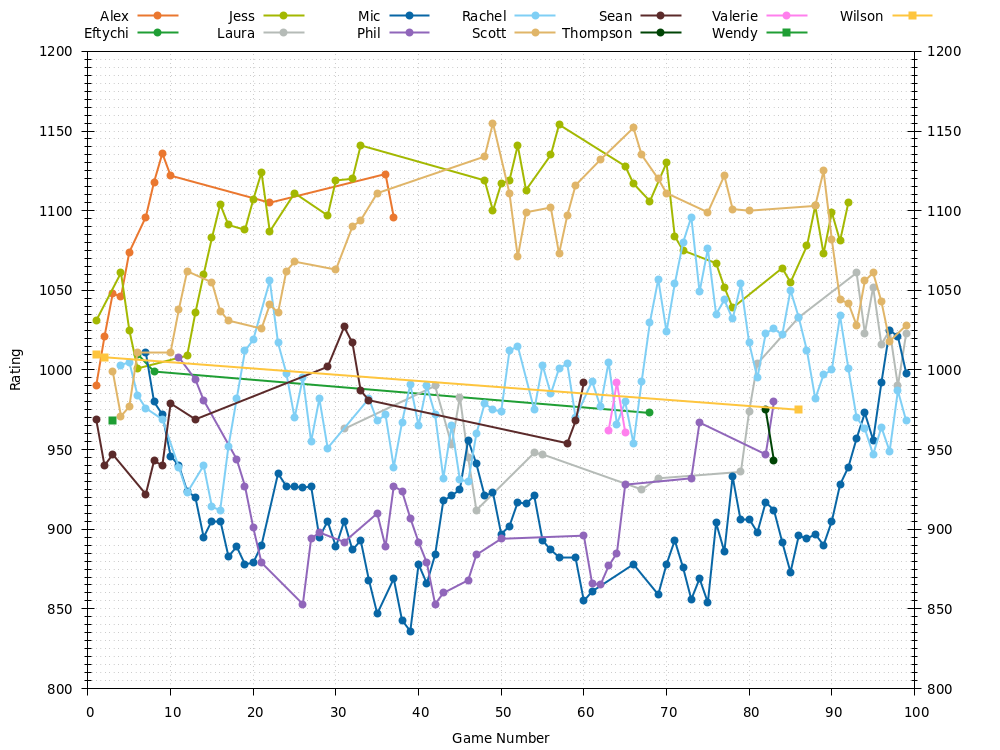 Alex Jess Mic Rachel Sean Valerie Wilson
Eftychi Laura Phil Scott Thompson Wendy
1200 1200
1150 1150
1100 1100
1050 1050
1000 1000
950 950
900 900
850 850
800 800
Rating
0 10 20 30 40 50 60 70 80 90 100
Game Number